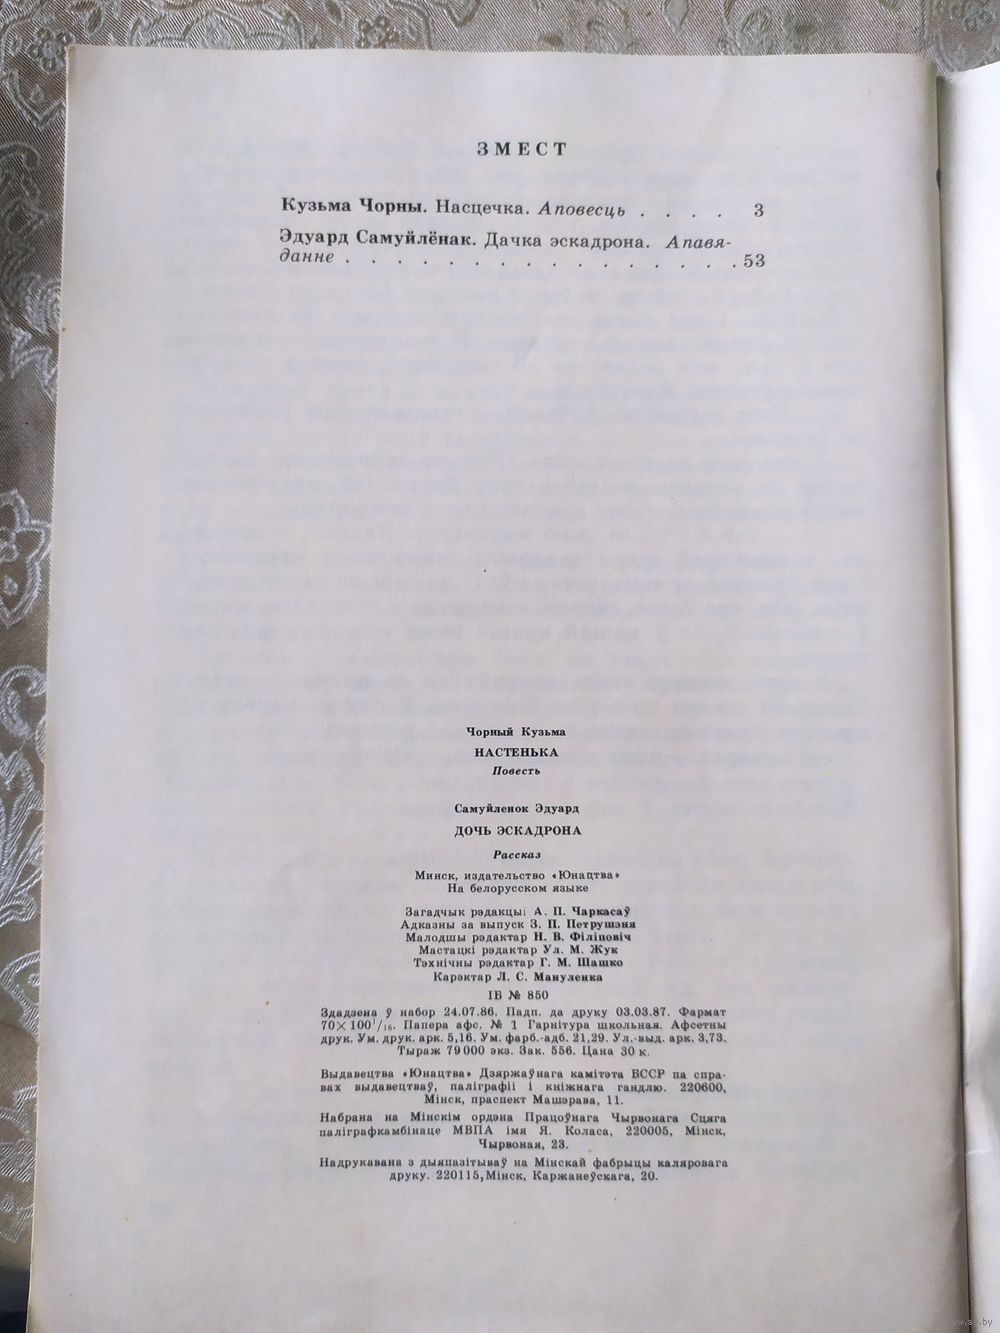 ЗМЕСТ
Кузьма Чорны. Насцечка. Аповесць . . . . 3
Эдуард Самуйлёнак. Дачка эскадрона. Апавя-
данне . . . . . . . . . . . . . . . . 53
Чорный Кузьма
НАСТЕНЬКА
Повесть
Самуйленок Эдуард
ДОЧЬ ЭСКАДРОНА
Рассказ
Минск, издательство «Юнацтва»
На белорусском языке
Загадчык рэдакцыі А. П. Чаркасаў
Адказны за выпуск З. П. Петрушэня
Малодшы рэдактар Н. В. Філіповіч
Мастацкі рэдактар Ул. М. Жук
Тэхнічны рэдактар Г. М. Шашко
Карэктар Л. С. Мануленка
ІБ № 850
Здадзена ў набор 24.07.86. Падп. да друку 03.03.87. Фармат
70×100¹/₁₆. Папера афс. № 1 Гарнітура школьная. Афсетны
друк. Ум. друк. арк. 5,16. Ум. фарб.-адб. 21,29. Ул.-выд. арк. 3,73.
Тыраж 79 000 экз. Зак. 556. Цана 30 к.
Выдавецтва «Юнацтва» Дзяржаўнага камітэта БССР па спра-
вах выдавецтваў, паліграфіі і кніжнага гандлю. 220600,
Мінск, праспект Машэрава, 11.
Набрана на Мінскім ордэна Працоўнага Чырвонага Сцяга
паліграфкамбінаце МВПА імя Я. Коласа, 220005, Мінск,
Чырвоная, 23.
Надрукавана з дыяпазітываў на Мінскай фабрыцы каляровага
друку. 220115, Мінск, Каржанеўскага, 20.